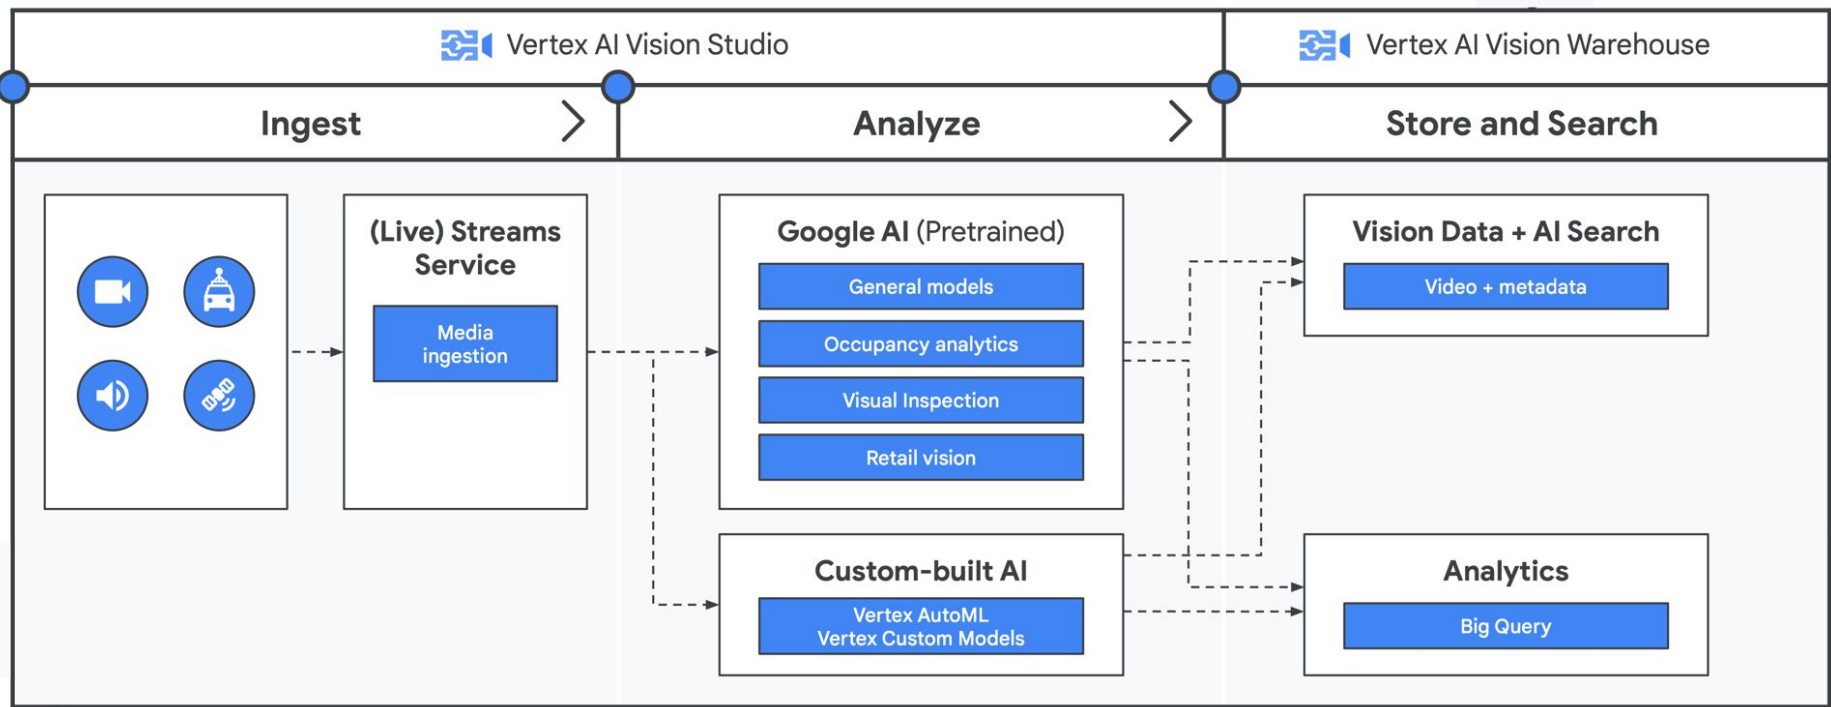 Vertex AI Vision Studio
Vertex AI Vision Warehouse
Ingest
Analyze
Store and Search
(Live) Streams
Service
Media
ingestion
Google AI (Pretrained)
General models
Occupancy analytics
Visual Inspection
Retail vision
Custom-built AI
Vertex AutoML
Vertex Custom Models
Vision Data + AI Search
Video + metadata
Analytics
Big Query